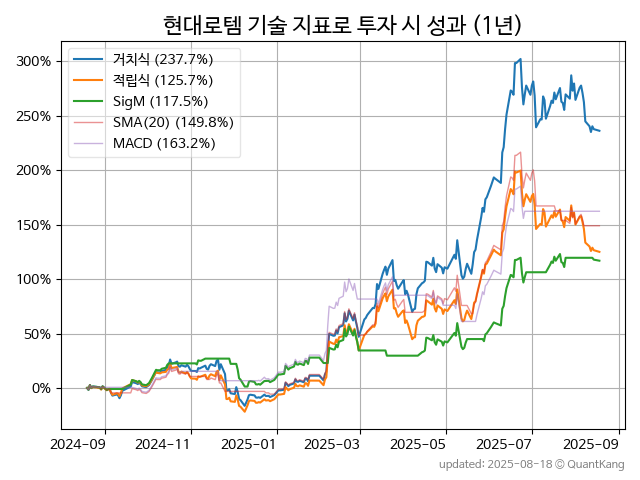 현대로템 기술 지표로 투자 시 성과 (1년)
300%
250%
200%
150%
100%
50%
0%
거치식 (237.7%)
적립식 (125.7%)
SigM (117.5%)
SMA(20) (149.8%)
MACD (163.2%)
2024-09 2024-11 2025-01 2025-03 2025-05 2025-07 2025-09
updated: 2025-08-18 © QuantKang